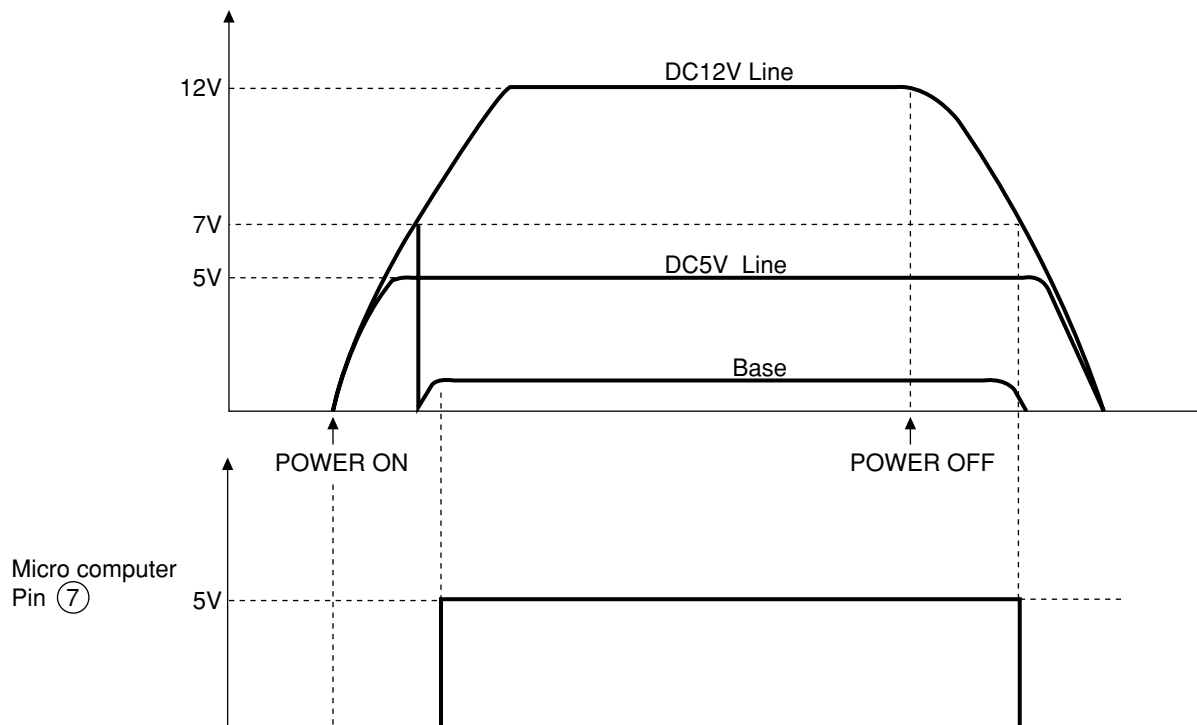 DC12V Line
12V
7V
5V
DC5V Line
Base
POWER ON
POWER OFF
Micro computer
Pin ⑦
5V